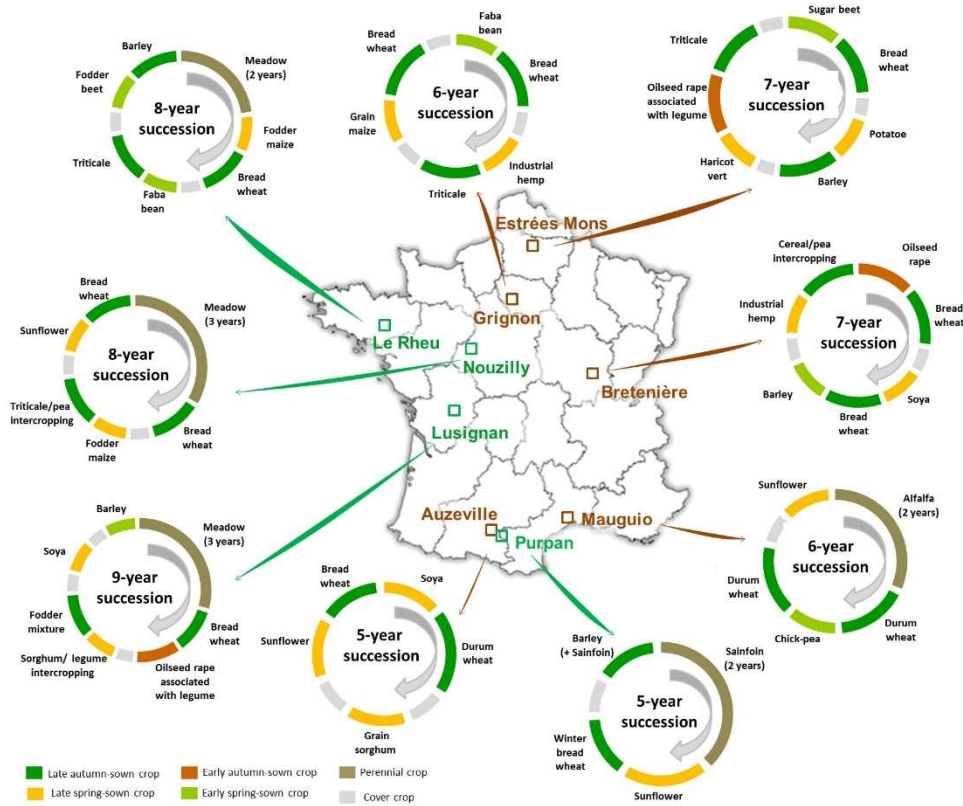 Barley
Meadow
(2 years)
Fodder
maize
Bread
wheat
Faba
bean
Triticale
Fodder
beet
8-year
succession
Bread
wheat
Faba
bean
Bread
wheat
Industrial
hemp
Triticale
Grain
maize
6-year
succession
Sugar beet
Bread
wheat
Potatoe
Barley
Haricot
vert
Oilseed rape
associated
with legume
Triticale
7-year
succession
Estrées Mons
Grignon
Le Rheu
Nouzilly
Bretenière
Lusignan
Auzeville
Mauguio
Purpan
Cereal/pea
intercropping
Oilseed
rape
Bread
wheat
Soya
Bread
wheat
Barley
Industrial
hemp
7-year
succession
Bread
wheat
Meadow
(3 years)
Bread
wheat
Fodder
maize
Triticale/pea
intercropping
Sunflower
8-year
succession
Sunflower
Alfalfa
(2 years)
Durum
wheat
Chick-pea
Durum
wheat
6-year
succession
Barley
Meadow
(3 years)
Bread
wheat
Oilseed rape
associated
with legume
Sorghum/ legume
intercropping
Fodder
mixture
Soya
9-year
succession
Bread
wheat
Soya
Durum
wheat
Grain
sorghum
Sunflower
5-year
succession
Barley
(+ Sainfoin)
Sainfoin
(2 years)
Sunflower
Winter
bread
wheat
5-year
succession
Late autumn-sown crop
Early autumn-sown crop
Perennial crop
Late spring-sown crop
Early spring-sown crop
Cover crop